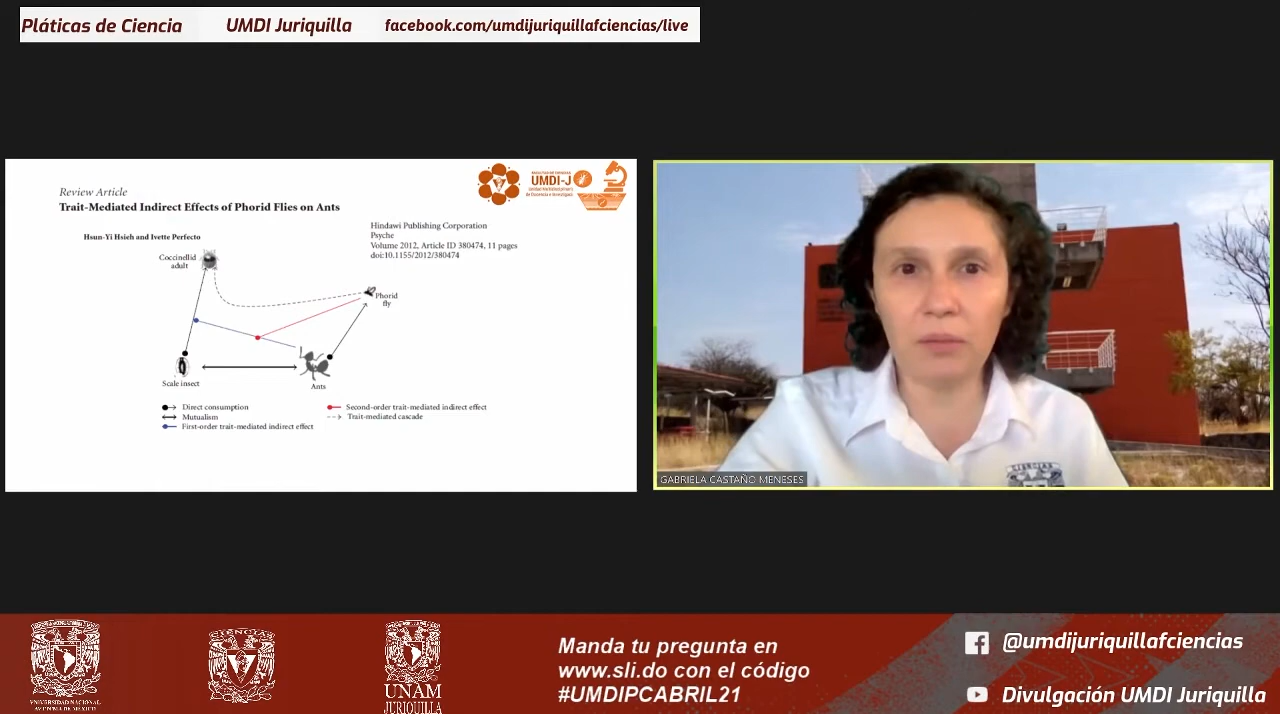 Pláticas de Ciencia
UMDI Juriquilla
facebook.com/umdijuriquillafciencias/live
Review Article
Trait-Mediated Indirect Effects of Phorid Flies on Ants
UMDI-J
Hindawi Publishing Corporation
Psyche
Volume 2012, Article ID 380474, 11 pages
doi:10.1155/2012/380474
Hsun-Yi Hsieh and Ivette Perfecto
Coccinellid
adult
Phorid
fly
Scale insect
Ants
Direct consumption
Mutualism
First-order trait-mediated indirect effect
Second-order trait-mediated indirect effect
Trait-mediated cascade
GABRIELA CASTAÑO MENESES
CIENCIAS
UNAM
JURIQUILLA
Manda tu pregunta en
www.sli.do con el código
#UMDIPCABRIL21
@umdijuriquillafciencias
Divulgación UMDI Juriquilla